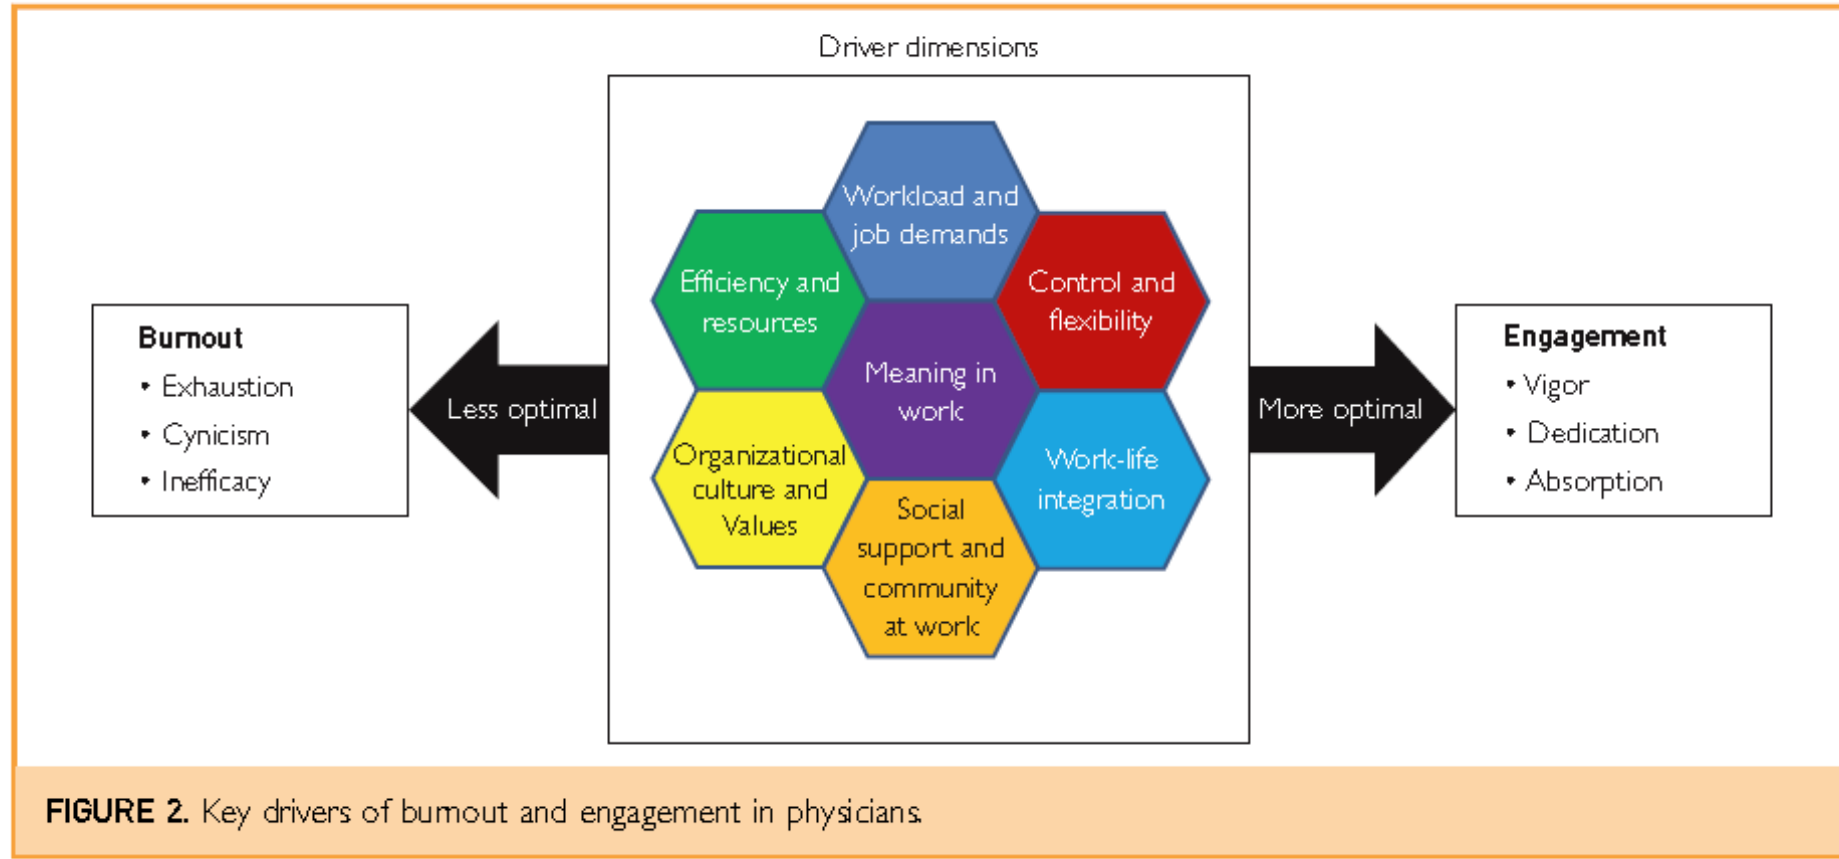 Driver dimensions
Workload and
job demands
Efficiency and
resources
Control and
flexibility
Meaning in
work
Organizational
culture and
Values
Work-life
integration
Social
support and
community
at work
Burnout
• Exhaustion
• Cynicism
• Inefficacy
Less optimal
More optimal
Engagement
• Vigor
• Dedication
• Absorption
FIGURE 2. Key drivers of burnout and engagement in physicians.